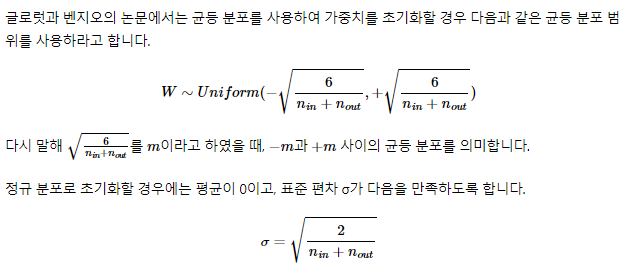 글로럿과 벤지오의 논문에서는 균등 분포를 사용하여 가중치를 초기화할 경우 다음과 같은 균등 분포 범
위를 사용하라고 합니다.
$W \sim Uniform(-\sqrt{\frac{6}{n_{in}+n_{out}}}, +\sqrt{\frac{6}{n_{in}+n_{out}}})$
다시 말해 $\sqrt{\frac{6}{n_{in}+n_{out}}}$를 $m$이라고 하였을 때, $-m$과 $+m$ 사이의 균등 분포를 의미합니다.
정규 분포로 초기화할 경우에는 평균이 0이고, 표준 편차 σ가 다음을 만족하도록 합니다.
$\sigma = \sqrt{\frac{2}{n_{in}+n_{out}}}$